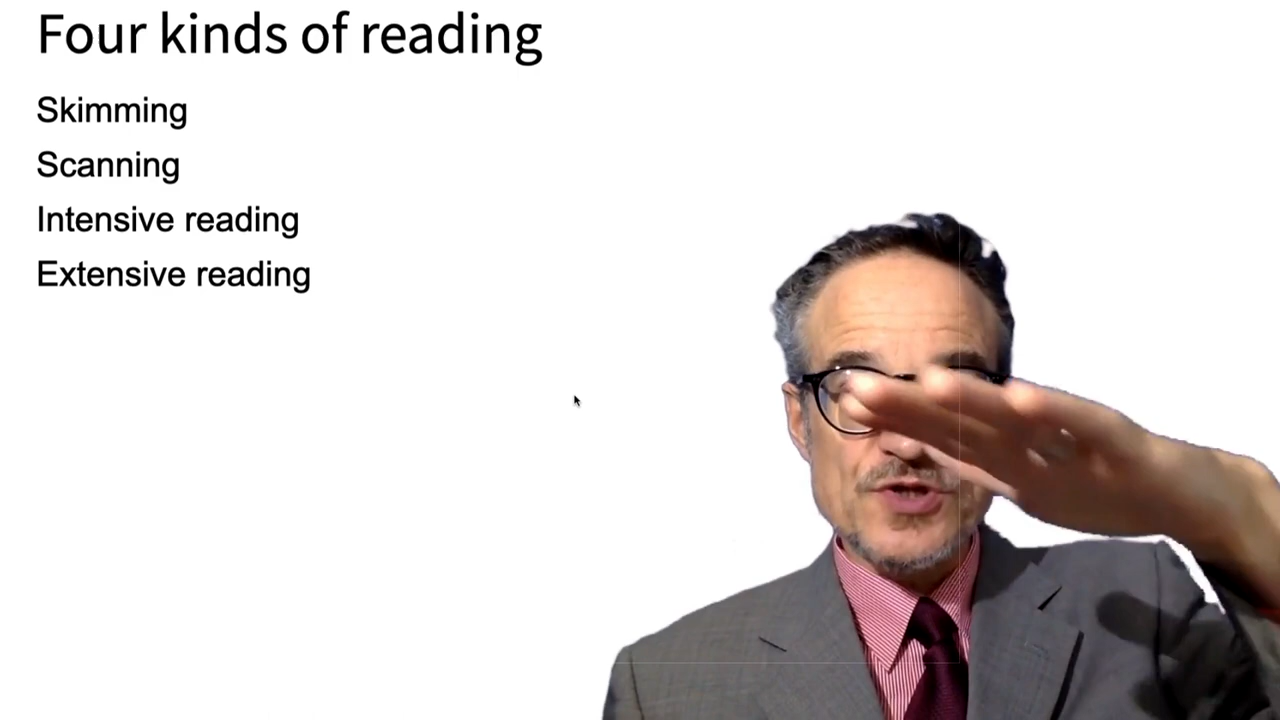 Four kinds of reading
Skimming
Scanning
Intensive reading
Extensive reading